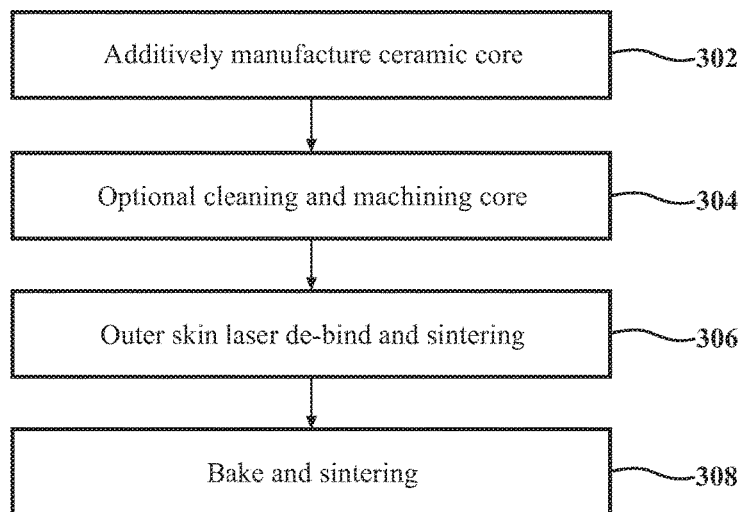 Additively manufacture ceramic core 302
Optional cleaning and machining core 304
Outer skin laser de-bind and sintering 306
Bake and sintering 308